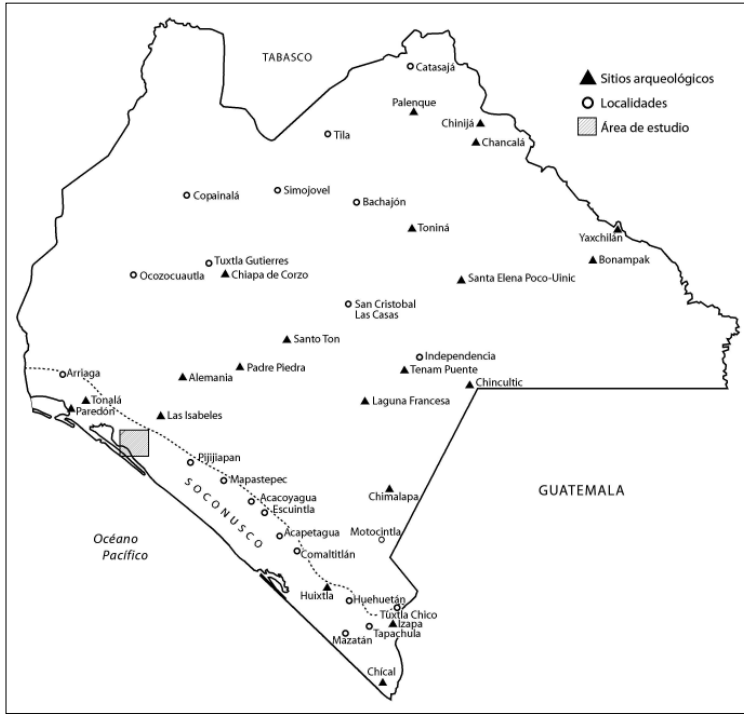 TABASCO
Catasajá
Sitios arqueológicos
Localidades
Área de estudio
Palenque
Chinijá
Chancalá
Tila
Copainalá
Simojovel
Bachajón
Toniná
Yaxchilán
Bonampak
Tuxtla Gutierres
Chiapa de Corzo
Ocozocuautla
Santa Elena Poco-Uinic
San Cristobal
Las Casas
Santo Ton
Independencia
Tenam Puente
Chincultic
Arriaga
Padre Piedra
Alemania
Tonalá
Paredón
Las Isabeles
Laguna Francesa
Pijijiapan
Mapastepec
SOCONUSCO
Acacoyagua
Escuintla
Chimalapa
GUATEMALA
Océano
Pacífico
Acapetagua
Motocintla
Comaltitlán
Huixtla
Huehuetán
Tuxtla Chico
Izapa
Tapachula
Mazatán
Chícal